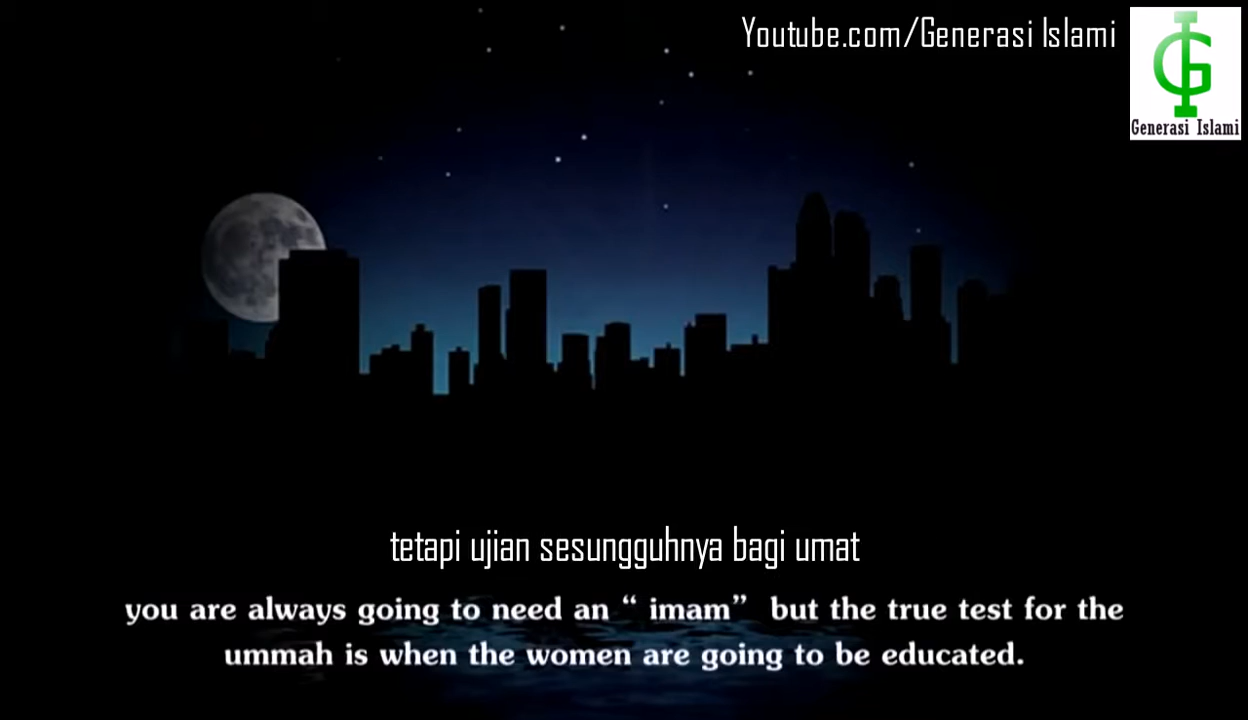 Youtube.com/Generasi Islami
GI
Generasi Islami
tetapi ujian sesungguhnya bagi umat
you are always going to need an “ imam” but the true test for the
ummah is when the women are going to be educated.